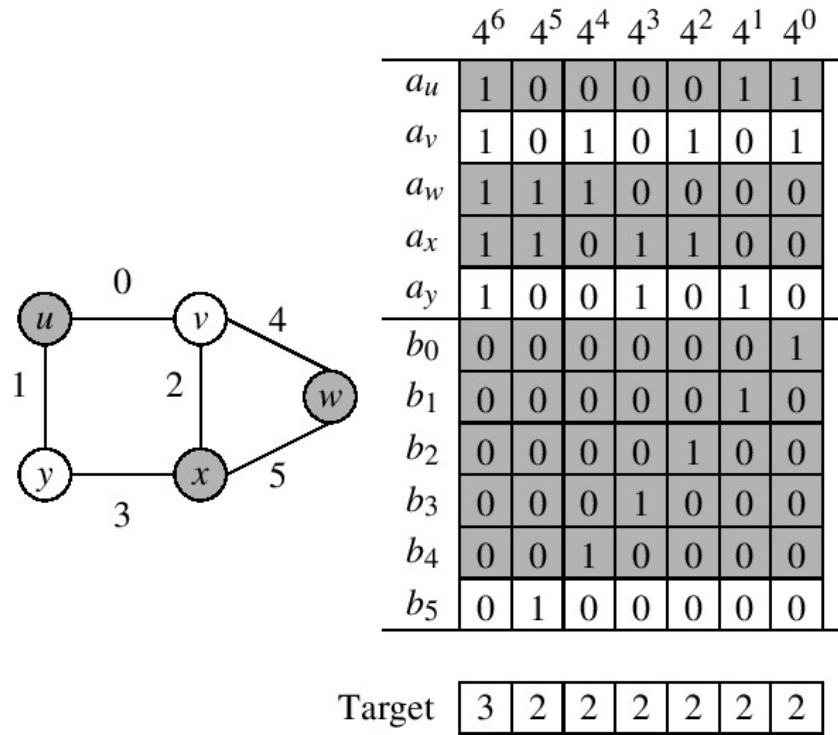 4^6 4^5 4^4 4^3 4^2 4^1 4^0
a_u 1 0 0 0 0 1 1
a_v 1 0 1 0 1 0 1
a_w 1 1 1 0 0 0 0
a_x 1 1 0 1 1 0 0
a_y 1 0 0 1 0 1 0
b_0 0 0 0 0 0 0 1
b_1 0 0 0 0 0 1 0
b_2 0 0 0 0 1 0 0
b_3 0 0 0 1 0 0 0
b_4 0 0 1 0 0 0 0
b_5 0 1 0 0 0 0 0
Target 3 2 2 2 2 2 2
0
u v 4
1 2 w
y x 5
3